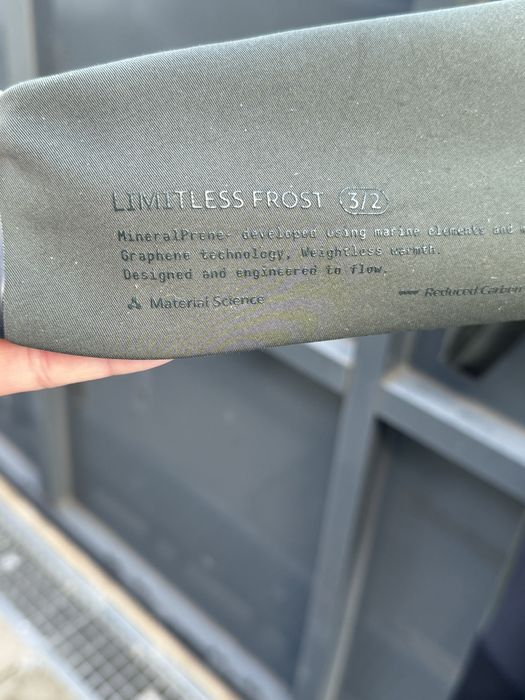 LIMITLESS FROST 3/2
MineralPrene- developed using marine elements and
Graphene technology, Weightless warmth.
Designed and engineered to flow.
Material Science
Reduced Carbon